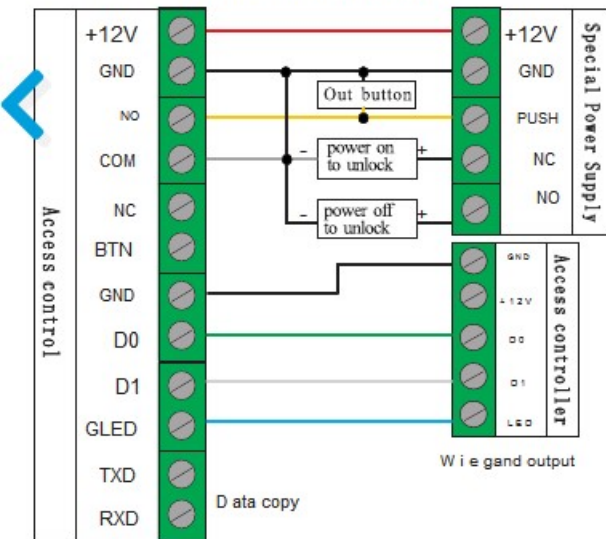 Access control
+12V
GND
NO
COM
NC
BTN
GND
D0
D1
GLED
TXD
RXD
Out button
- power on +
to unlock
- power off +
to unlock
Data copy
+12V
GND
PUSH
NC
NO
Special Power Supply
GND
+12V
D0
D1
LED
Access controller
Wiegand output